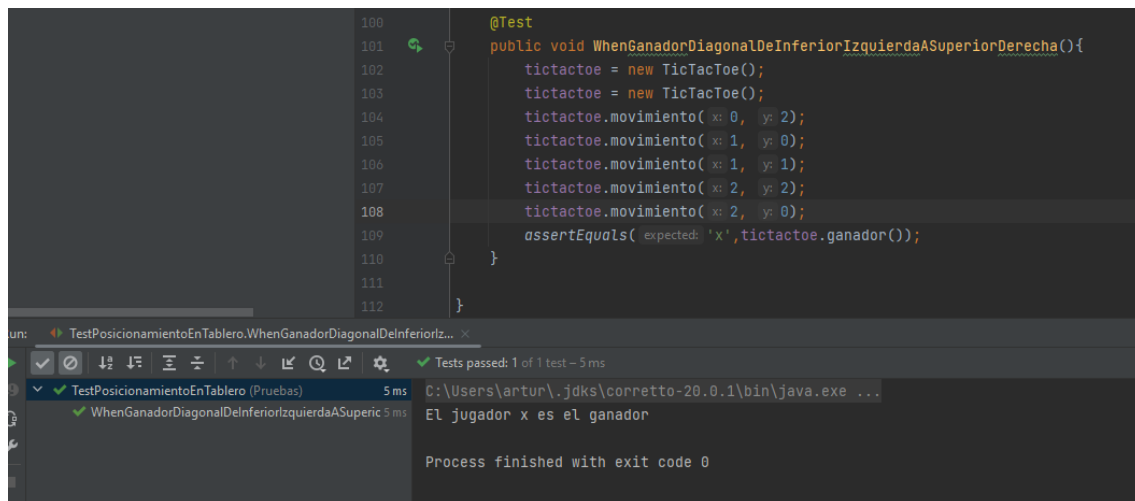 100 @Test
101 public void WhenGanadorDiagonalDeInferiorIzquierdaASuperiorDerecha(){
102 tictactoe = new TicTacToe();
103 tictactoe = new TicTacToe();
104 tictactoe.movimiento( x: 0, y: 2);
105 tictactoe.movimiento( x: 1, y: 0);
106 tictactoe.movimiento( x: 1, y: 1);
107 tictactoe.movimiento( x: 2, y: 2);
108 tictactoe.movimiento( x: 2, y: 0);
109 assertEquals( expected: 'x',tictactoe.ganador());
110 }
111
112 }
un: TestPosicionamientoEnTablero.WhenGanadorDiagonalDeInferiorIz...
Tests passed: 1 of 1 test – 5 ms
TestPosicionamientoEnTablero (Pruebas) 5 ms
WhenGanadorDiagonalDeInferiorIzquierdaASuperic 5 ms
C:\Users\artur\.jdks\corretto-20.0.1\bin\java.exe ...
El jugador x es el ganador
Process finished with exit code 0